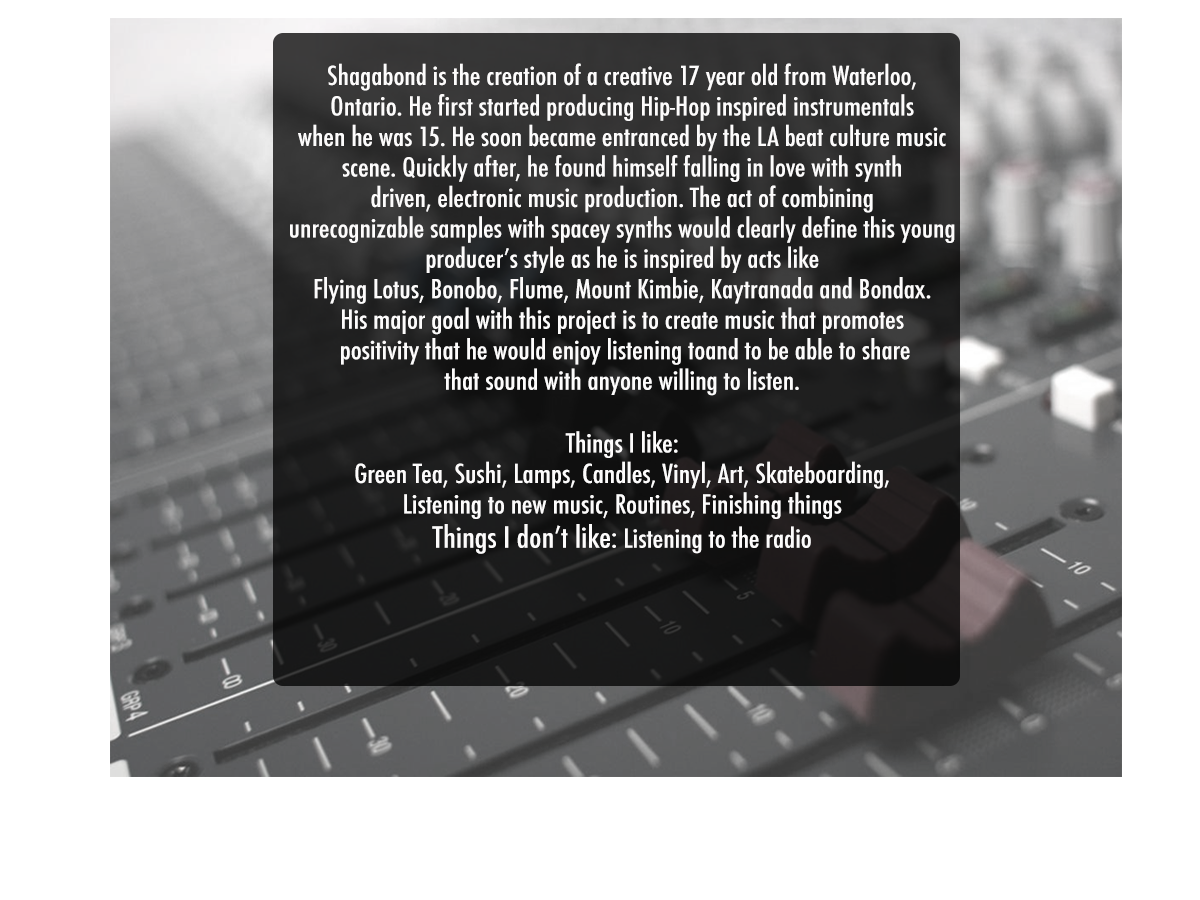 Shagabond is the creation of a creative 17 year old from Waterloo,
Ontario. He first started producing Hip-Hop inspired instrumentals
when he was 15. He soon became entranced by the LA beat culture music
scene. Quickly after, he found himself falling in love with synth
driven, electronic music production. The act of combining
unrecognizable samples with spacey synths would clearly define this young
producer's style as he is inspired by acts like
Flying Lotus, Bonobo, Flume, Mount Kimbie, Kaytranada and Bondax.
His major goal with this project is to create music that promotes
positivity that he would enjoy listening toand to be able to share
that sound with anyone willing to listen.
Things I like:
Green Tea, Sushi, Lamps, Candles, Vinyl, Art, Skateboarding,
Listening to new music, Routines, Finishing things
Things I don't like: Listening to the radio
10
5
10
30
20
10
30
GRP 4